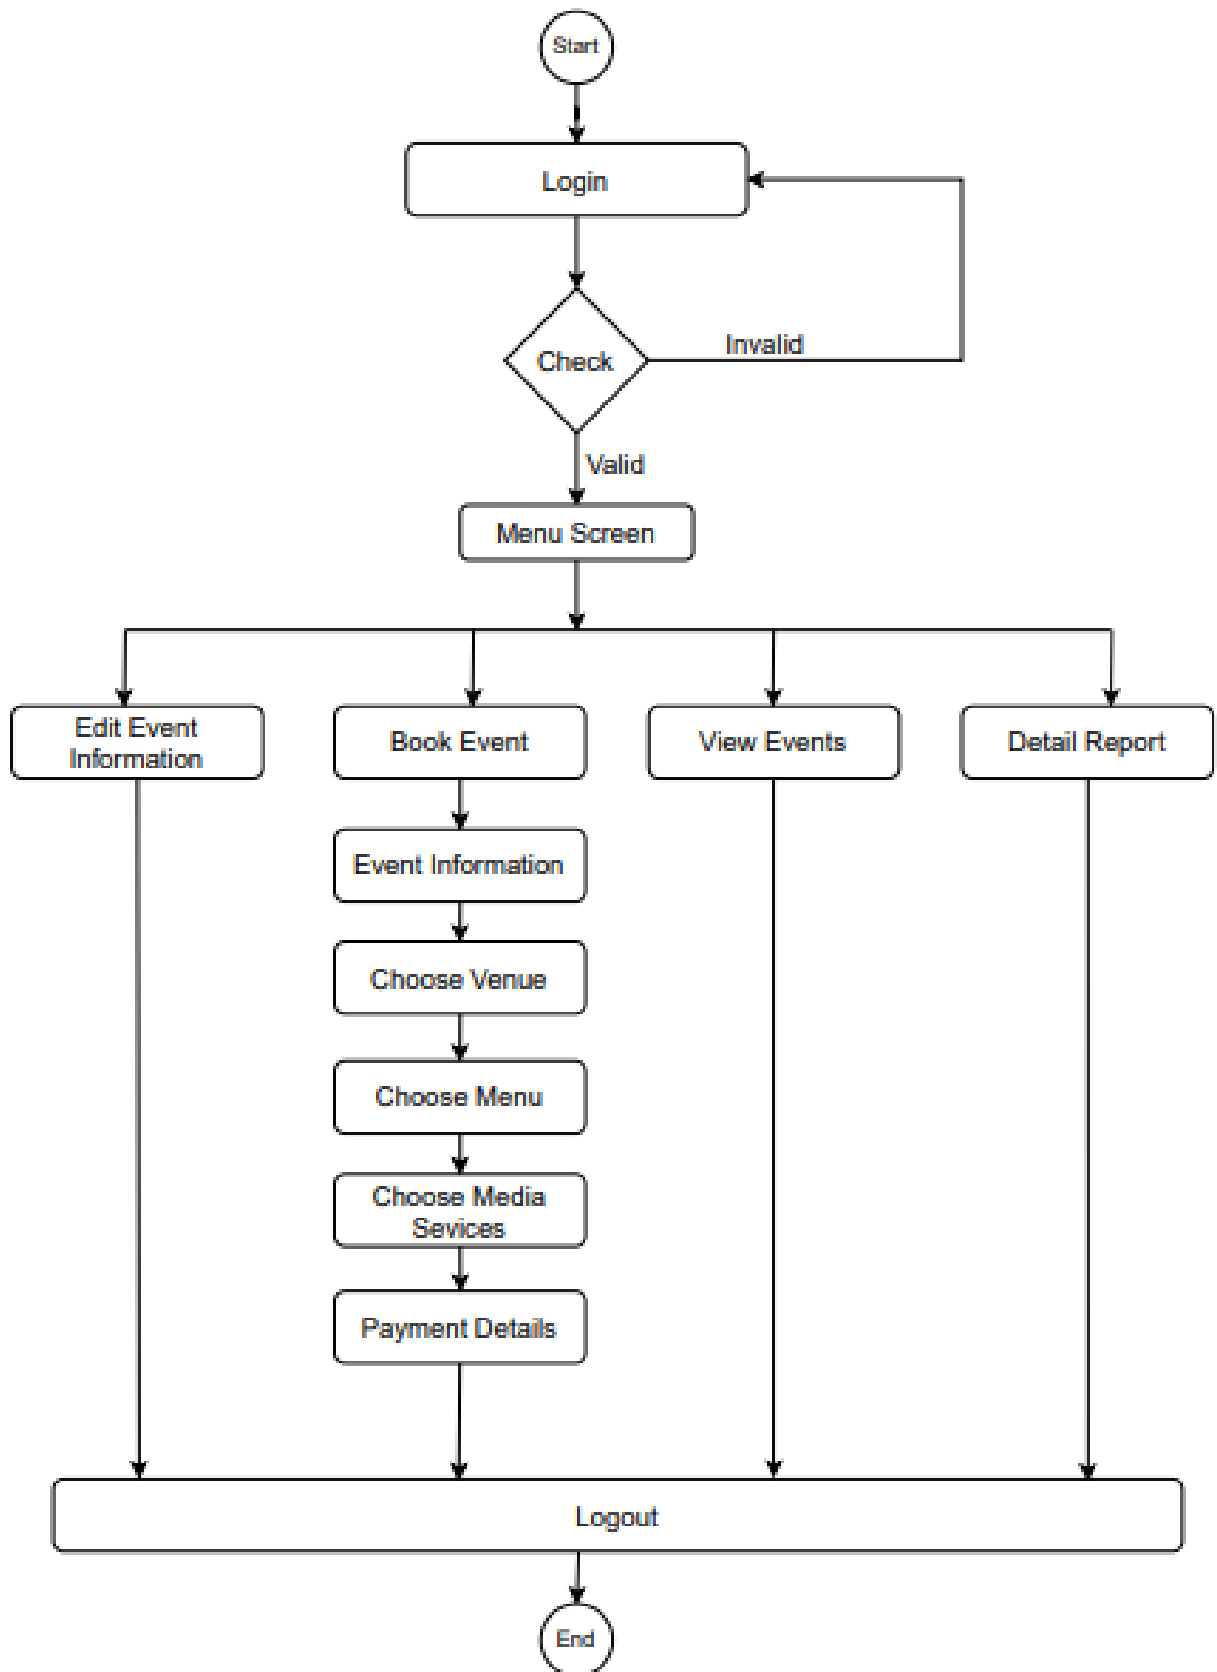 Start
Login
Check
Invalid
Valid
Menu Screen
Edit Event
Information
Book Event
View Events
Detail Report
Event Information
Choose Venue
Choose Menu
Choose Media
Sevices
Payment Details
Logout
End